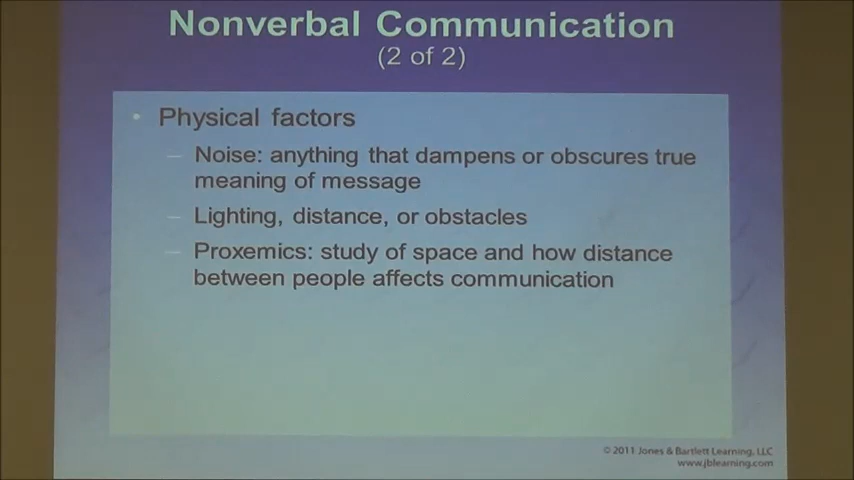 Nonverbal Communication
(2 of 2)
• Physical factors
– Noise: anything that dampens or obscures true
meaning of message
– Lighting, distance, or obstacles
– Proxemics: study of space and how distance
between people affects communication
© 2011 Jones & Bartlett Learning, LLC
www.jblearning.com